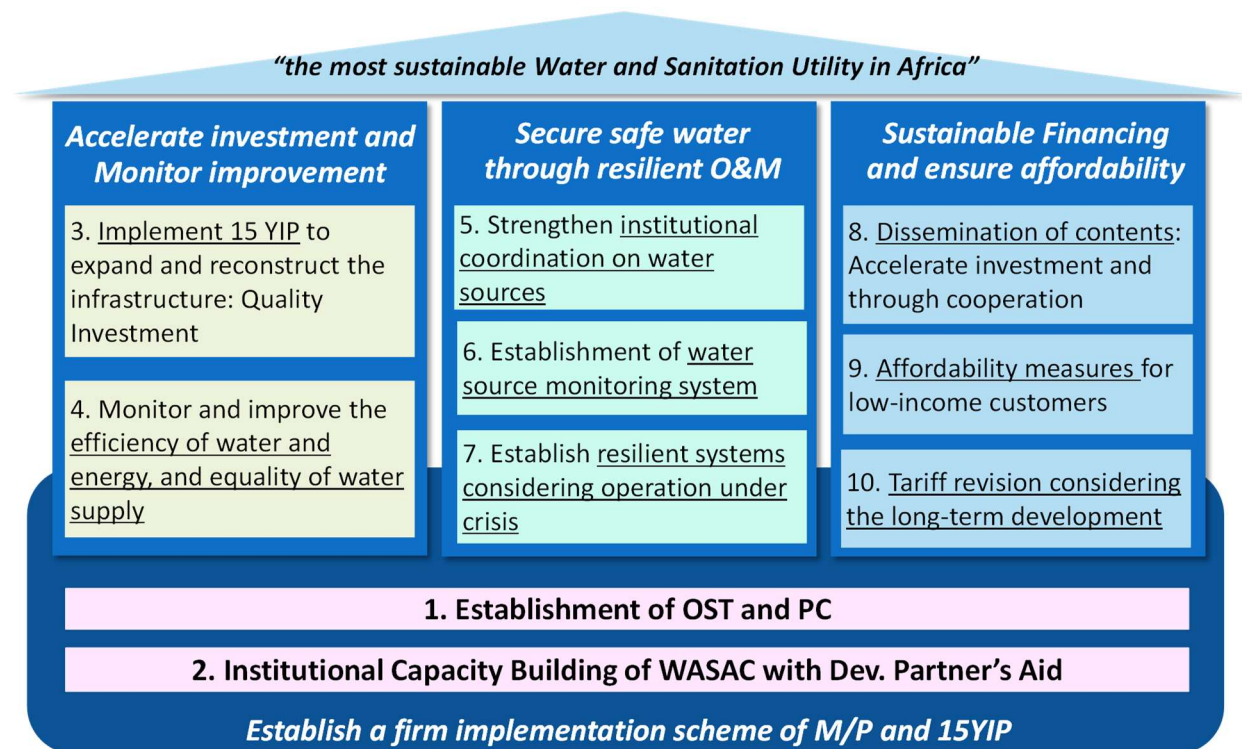 “the most sustainable Water and Sanitation Utility in Africa”
Accelerate investment and
Monitor improvement
3. Implement 15 YIP to
expand and reconstruct the
infrastructure: Quality
Investment
4. Monitor and improve the
efficiency of water and
energy, and equality of water
supply
Secure safe water
through resilient O&M
5. Strengthen institutional
coordination on water
sources
6. Establishment of water
source monitoring system
7. Establish resilient systems
considering operation under
crisis
Sustainable Financing
and ensure affordability
8. Dissemination of contents:
Accelerate investment and
through cooperation
9. Affordability measures for
low-income customers
10. Tariff revision considering
the long-term development
1. Establishment of OST and PC
2. Institutional Capacity Building of WASAC with Dev. Partner’s Aid
Establish a firm implementation scheme of M/P and 15YIP